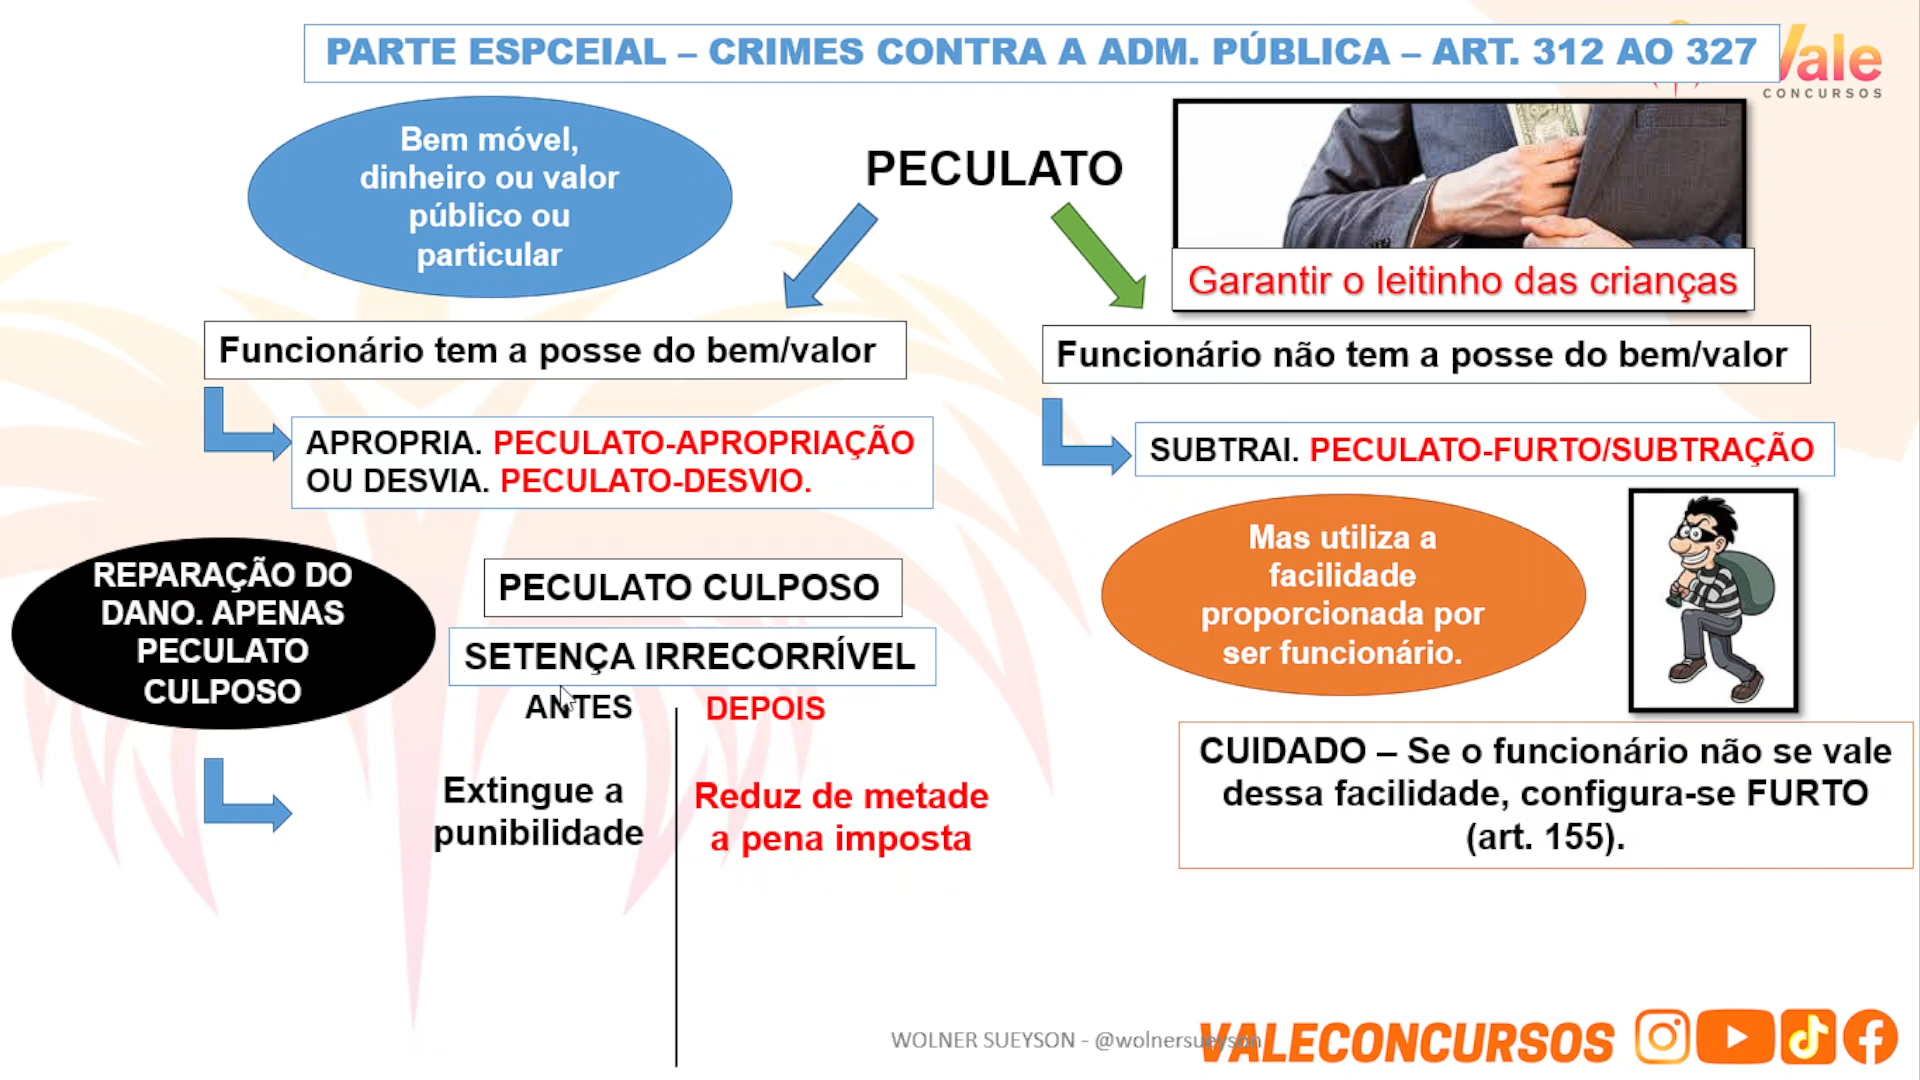 PARTE ESPCEIAL – CRIMES CONTRA A ADM. PÚBLICA – ART. 312 AO 327
Vale
CONCURSOS
Bem móvel,
dinheiro ou valor
público ou
particular
PECULATO
Garantir o leitinho das crianças
Funcionário tem a posse do bem/valor
Funcionário não tem a posse do bem/valor
APROPRIA. PECULATO-APROPRIAÇÃO
OU DESVIA. PECULATO-DESVIO.
SUBTRAI. PECULATO-FURTO/SUBTRAÇÃO
REPARAÇÃO DO
DANO. APENAS
PECULATO
CULPOSO
PECULATO CULPOSO
SETENÇA IRRECORRÍVEL
ANTES
DEPOIS
Extingue a
punibilidade
Reduz de metade
a pena imposta
Mas utiliza a
facilidade
proporcionada por
ser funcionário.
CUIDADO – Se o funcionário não se vale
dessa facilidade, configura-se FURTO
(art. 155).
WOLNER SUEYSON - @wolnersueyson
VALECONCURSOS